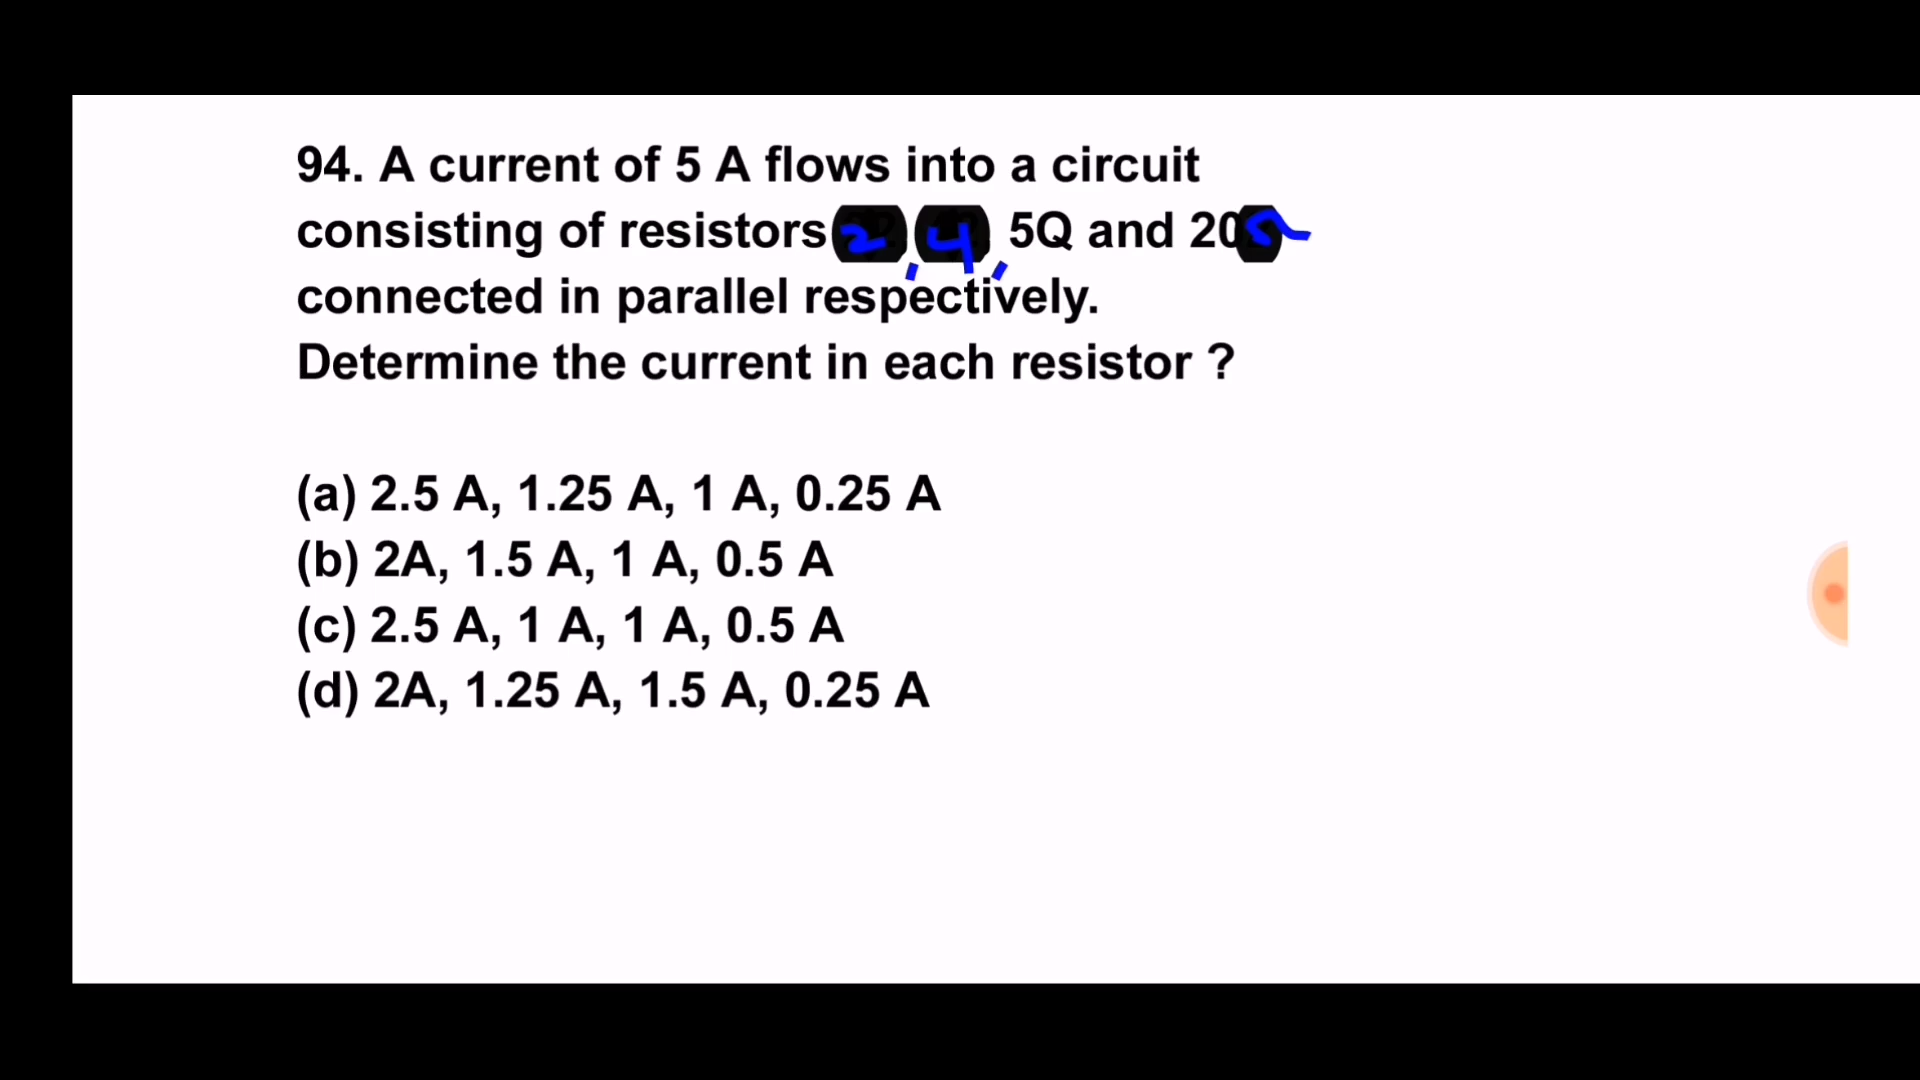 94. A current of 5 A flows into a circuit
consisting of resistors 2, 4, 5Q and 20
connected in parallel respectively.
Determine the current in each resistor ?
(a) 2.5 A, 1.25 A, 1 A, 0.25 A
(b) 2A, 1.5 A, 1 A, 0.5 A
(c) 2.5 A, 1 A, 1 A, 0.5 A
(d) 2A, 1.25 A, 1.5 A, 0.25 A